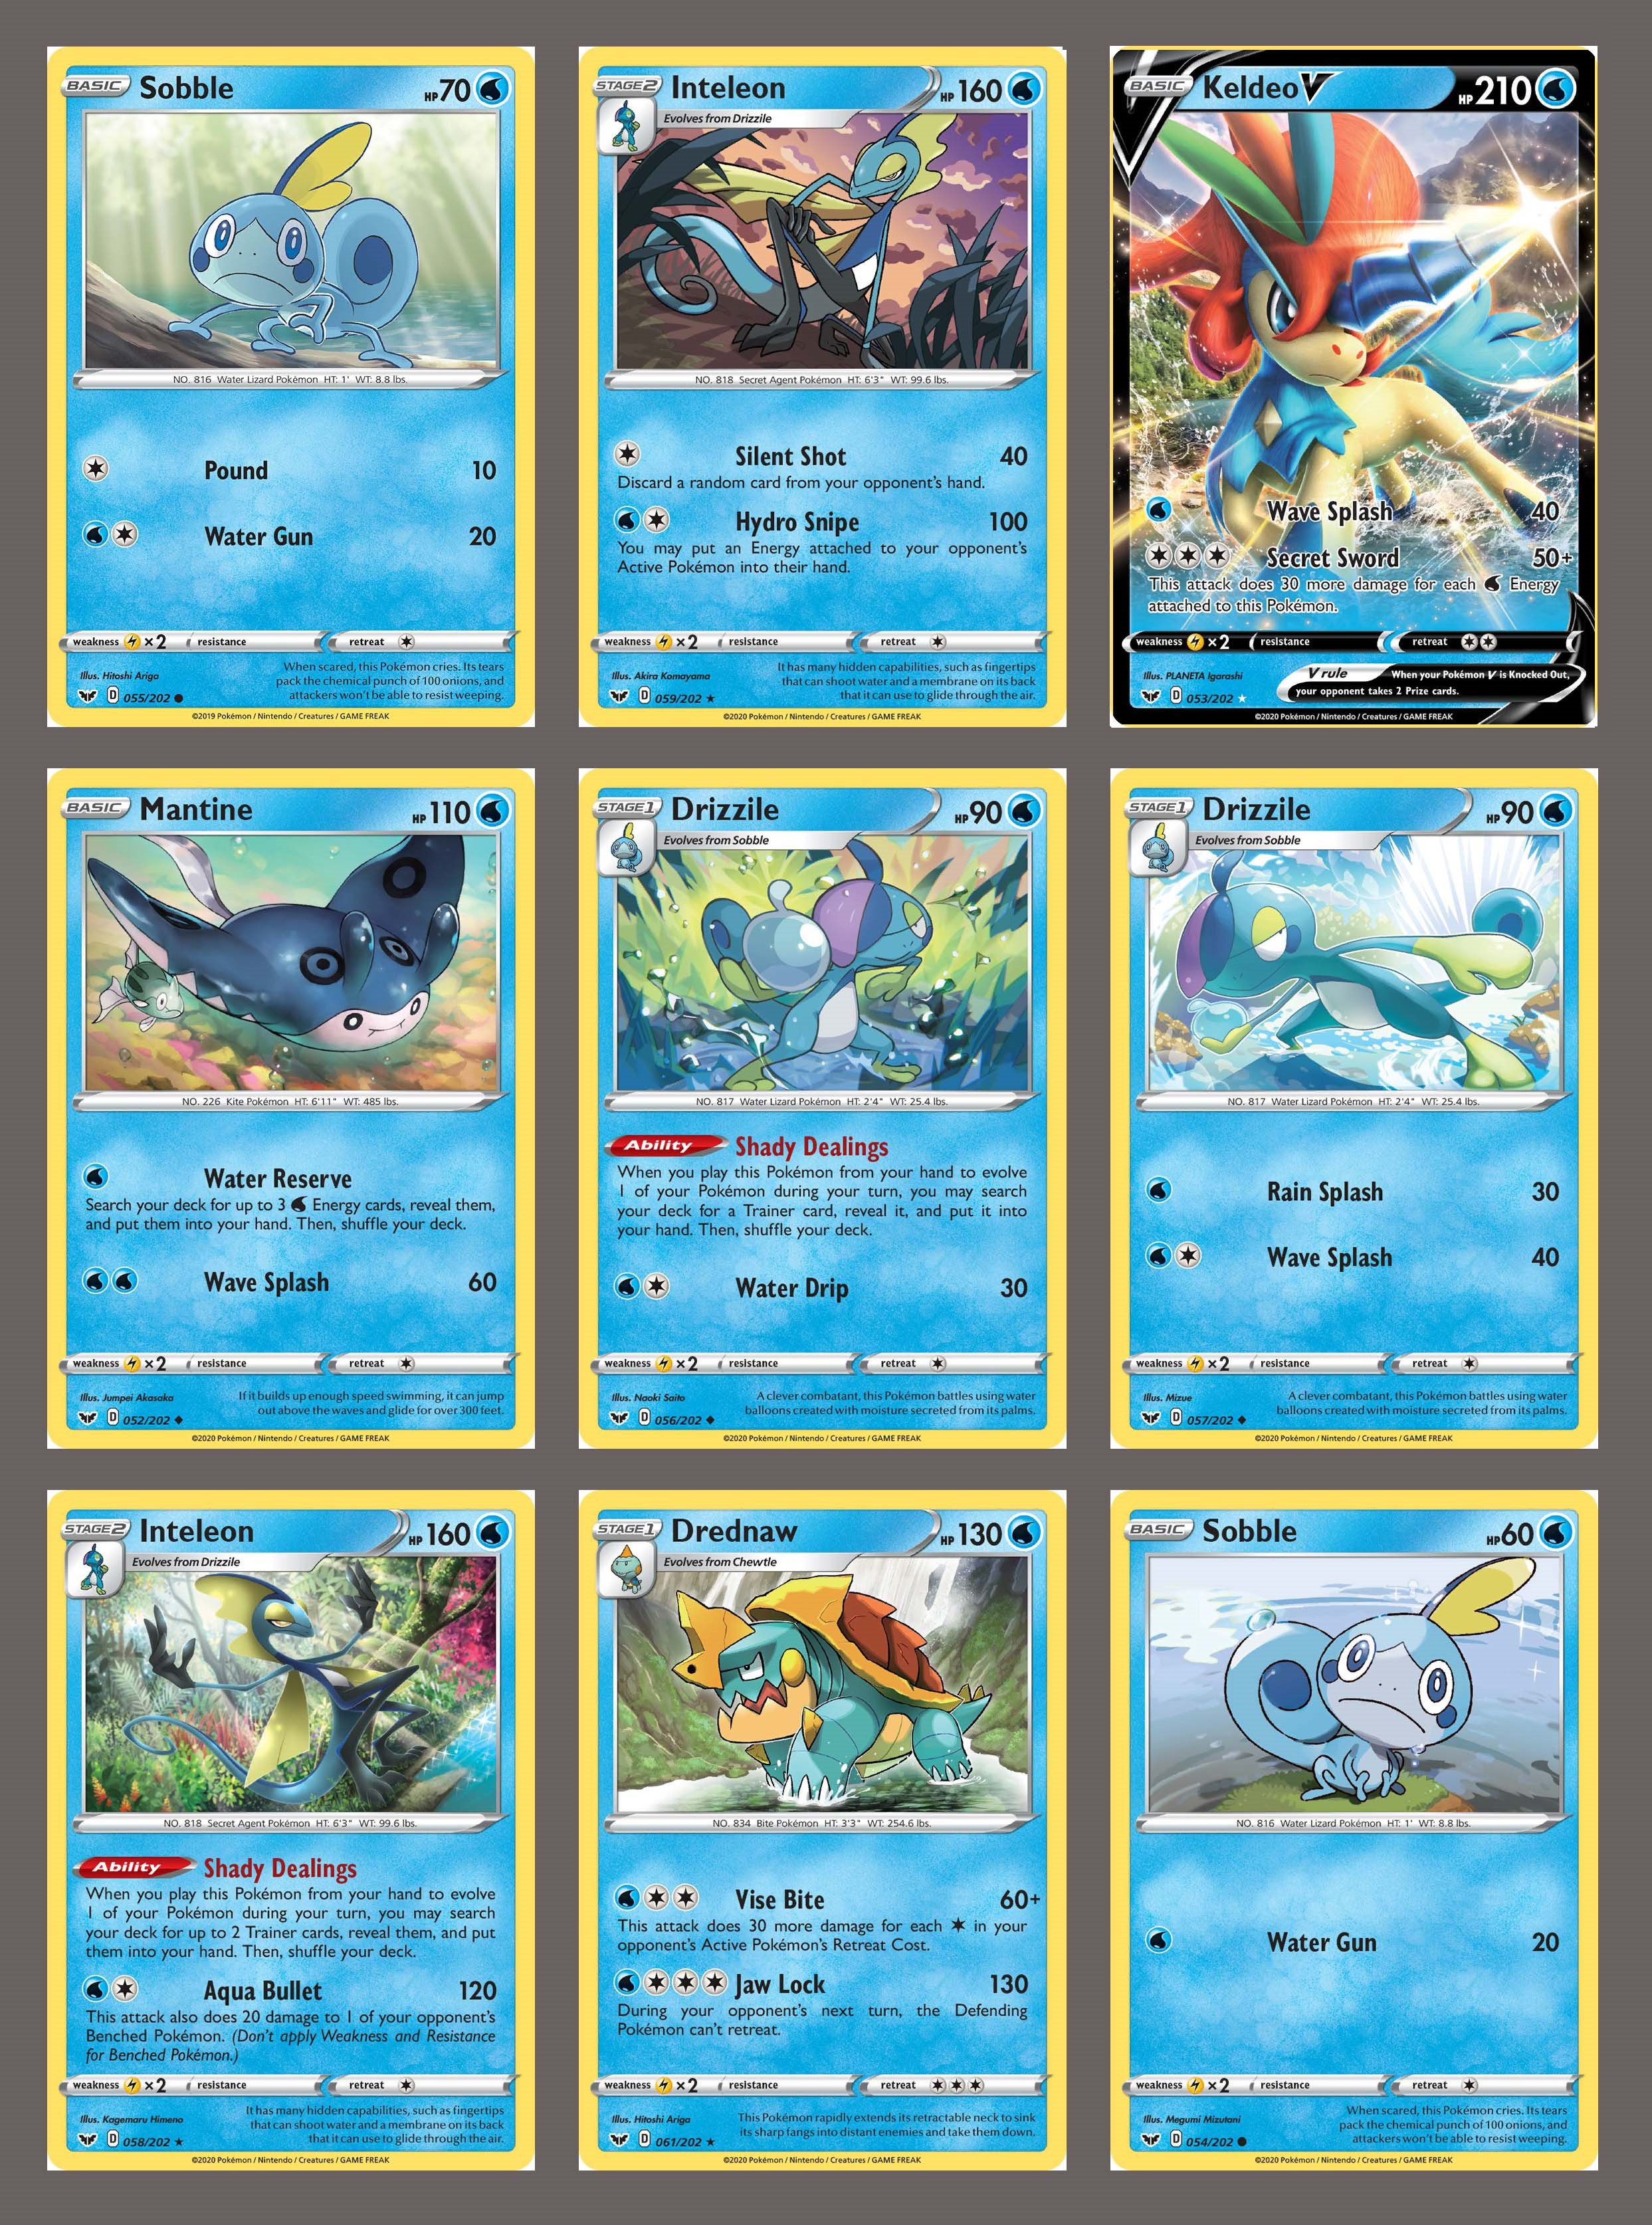 BASIC Sobble HP 70
NO. 816 Water Lizard Pokémon HT: 1' WT: 8.8 lbs.
Pound 10
Water Gun 20
weakness ×2 resistance retreat
Illus. Hitoshi Ariga
When scared, this Pokémon cries. Its tears
pack the chemical punch of 100 onions, and
attackers won't be able to resist weeping.
D 055/202
©2019 Pokémon / Nintendo / Creatures / GAME FREAK
STAGE2 Inteleon HP 160
Evolves from Drizzile
NO. 818 Secret Agent Pokémon HT: 6'3" WT: 99.6 lbs.
Silent Shot 40
Discard a random card from your opponent's hand.
Hydro Snipe 100
You may put an Energy attached to your opponent's
Active Pokémon into their hand.
weakness ×2 resistance retreat
Illus. Akira Komayama
It has many hidden capabilities, such as fingertips
that can shoot water and a membrane on its back
that it can use to glide through the air.
D 059/202
©2020 Pokémon / Nintendo / Creatures / GAME FREAK
BASIC Keldeo V HP 210
Wave Splash 40
Secret Sword 50+
This attack does 30 more damage for each Energy
attached to this Pokémon.
weakness ×2 resistance retreat
Illus. PLANETA Igarashi
V rule When your Pokémon V is Knocked Out,
your opponent takes 2 Prize cards.
D 053/202
©2020 Pokémon / Nintendo / Creatures / GAME FREAK
BASIC Mantine HP 110
NO. 226 Kite Pokémon HT: 6'11" WT: 485 lbs.
Water Reserve
Search your deck for up to 3 Energy cards, reveal them,
and put them into your hand. Then, shuffle your deck.
Wave Splash 60
weakness ×2 resistance retreat
Illus. Jumpei Akasaka
If it builds up enough speed swimming, it can jump
out above the waves and glide for over 300 feet.
D 052/202
©2020 Pokémon / Nintendo / Creatures / GAME FREAK
STAGE1 Drizzile HP 90
Evolves from Sobble
NO. 817 Water Lizard Pokémon HT: 2'4" WT: 25.4 lbs.
Ability Shady Dealings
When you play this Pokémon from your hand to evolve
1 of your Pokémon during your turn, you may search
your deck for a Trainer card, reveal it, and put it into
your hand. Then, shuffle your deck.
Water Drip 30
weakness ×2 resistance retreat
Illus. Naoki Saito
A clever combatant, this Pokémon battles using water
balloons created with moisture secreted from its palms.
D 056/202
©2020 Pokémon / Nintendo / Creatures / GAME FREAK
STAGE1 Drizzile HP 90
Evolves from Sobble
NO. 817 Water Lizard Pokémon HT: 2'4" WT: 25.4 lbs.
Rain Splash 30
Wave Splash 40
weakness ×2 resistance retreat
Illus. Mizue
A clever combatant, this Pokémon battles using water
balloons created with moisture secreted from its palms.
D 057/202
©2020 Pokémon / Nintendo / Creatures / GAME FREAK
STAGE2 Inteleon HP 160
Evolves from Drizzile
NO. 818 Secret Agent Pokémon HT: 6'3" WT: 99.6 lbs.
Ability Shady Dealings
When you play this Pokémon from your hand to evolve
1 of your Pokémon during your turn, you may search
your deck for up to 2 Trainer cards, reveal them, and put
them into your hand. Then, shuffle your deck.
Aqua Bullet 120
This attack also does 20 damage to 1 of your opponent's
Benched Pokémon. (Don't apply Weakness and Resistance
for Benched Pokémon.)
weakness ×2 resistance retreat
Illus. Kagemaru Himeno
It has many hidden capabilities, such as fingertips
that can shoot water and a membrane on its back
that it can use to glide through the air.
D 058/202
©2020 Pokémon / Nintendo / Creatures / GAME FREAK
STAGE1 Drednaw HP 130
Evolves from Chewtle
NO. 834 Bite Pokémon HT: 3'3" WT: 254.6 lbs.
Vise Bite 60+
This attack does 30 more damage for each in your
opponent's Active Pokémon's Retreat Cost.
Jaw Lock 130
During your opponent's next turn, the Defending
Pokémon can't retreat.
weakness ×2 resistance retreat
Illus. Hitoshi Ariga
This Pokémon rapidly extends its retractable neck to sink
its sharp fangs into distant enemies and take them down.
D 061/202
©2020 Pokémon / Nintendo / Creatures / GAME FREAK
BASIC Sobble HP 60
NO. 816 Water Lizard Pokémon HT: 1' WT: 8.8 lbs.
Water Gun 20
weakness ×2 resistance retreat
Illus. Megumi Mizutani
When scared, this Pokémon cries. Its tears
pack the chemical punch of 100 onions, and
attackers won't be able to resist weeping.
D 054/202
©2020 Pokémon / Nintendo / Creatures / GAME FREAK